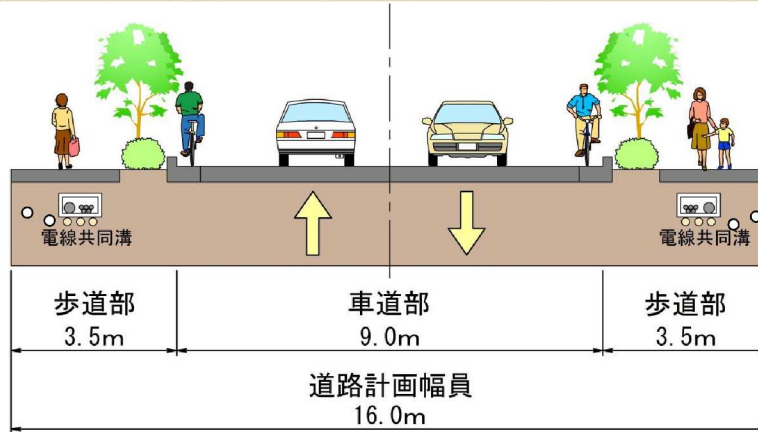 電線共同溝
電線共同溝
歩道部
3.5m
車道部
9.0m
歩道部
3.5m
道路計画幅員
16.0m